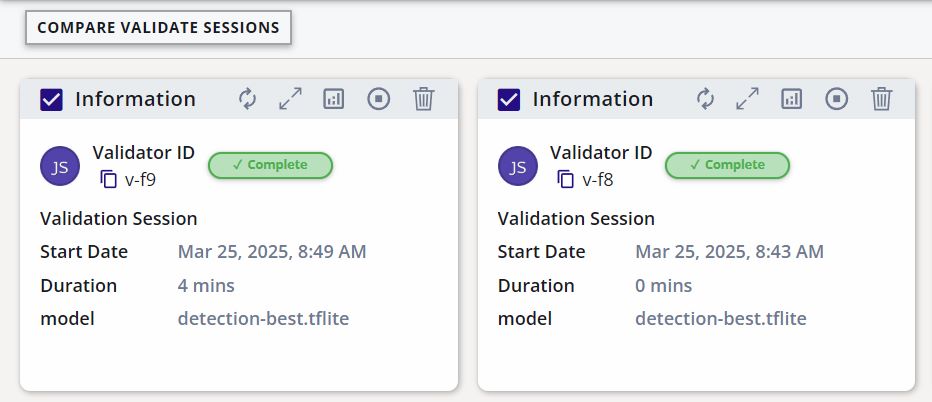 COMPARE VALIDATE SESSIONS
Information
JS
Validator ID
v-f9
✓ Complete
Validation Session
Start Date Mar 25, 2025, 8:49 AM
Duration 4 mins
model detection-best.tflite
Information
JS
Validator ID
v-f8
✓ Complete
Validation Session
Start Date Mar 25, 2025, 8:43 AM
Duration 0 mins
model detection-best.tflite